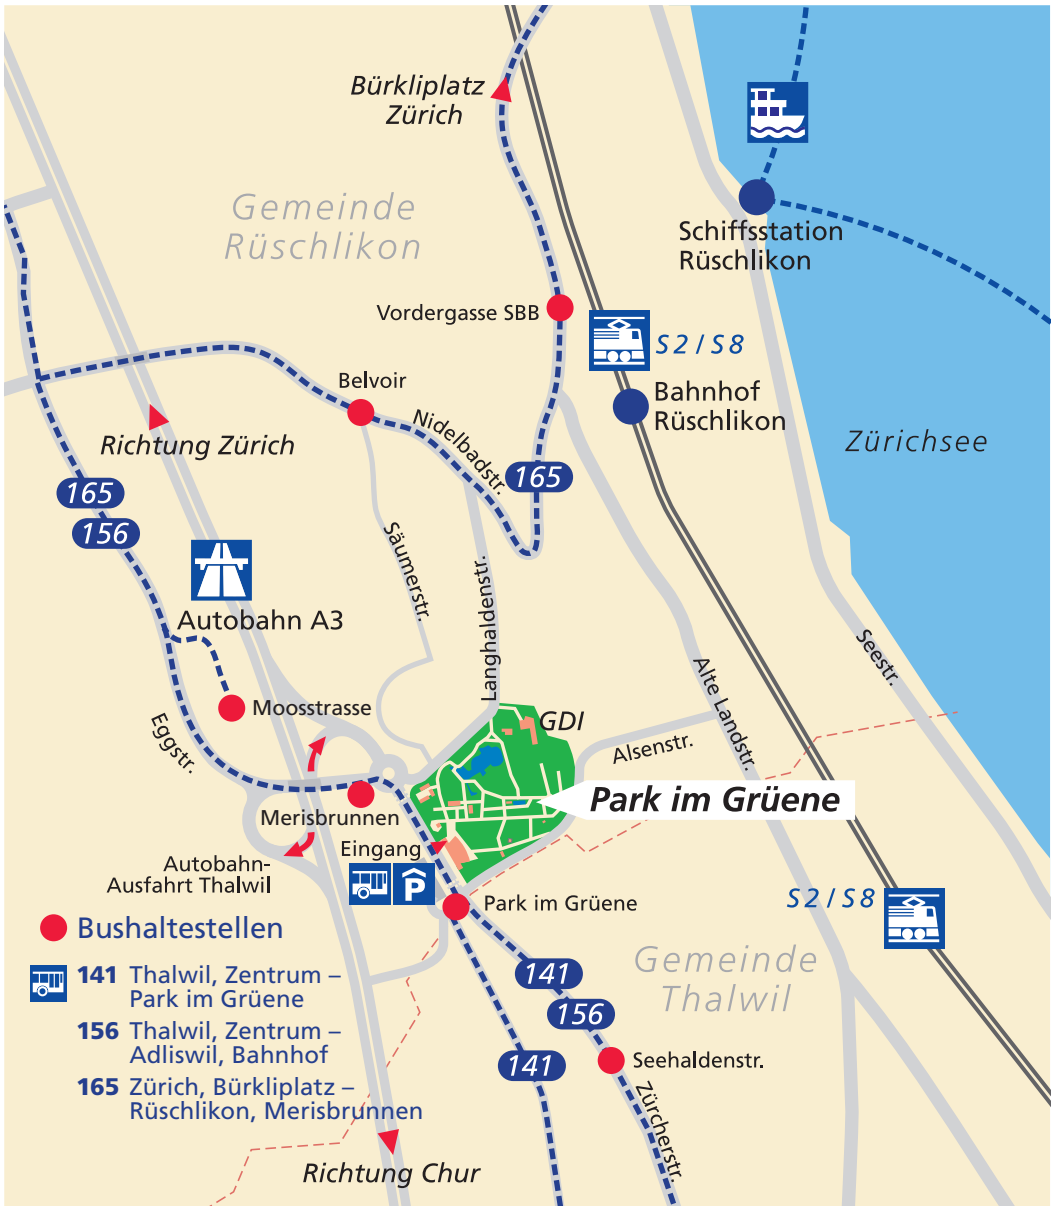 Bürkliplatz
Zürich
Gemeinde
Rüschlikon
Schiffsstation
Rüschlikon
Vordergasse SBB
S2 / S8
Belvoir
Bahnhof
Rüschlikon
Nidelbadstr.
Richtung Zürich
Zürichsee
165
165
156
Säumerstr.
Autobahn A3
Langhaldenstr.
Seestr.
Alte Landstr.
Moosstrasse
GDI
Eggstr.
Alsenstr.
Park im Grüene
Merisbrunnen
Eingang
Autobahn-
Ausfahrt Thalwil
P
S2 / S8
Park im Grüene
Bushaltestellen
Gemeinde
Thalwil
141 Thalwil, Zentrum –
Park im Grüene
141
156
156 Thalwil, Zentrum –
Adliswil, Bahnhof
141
Seehaldenstr.
165 Zürich, Bürkliplatz –
Rüschlikon, Merisbrunnen
Zürcherstr.
Richtung Chur